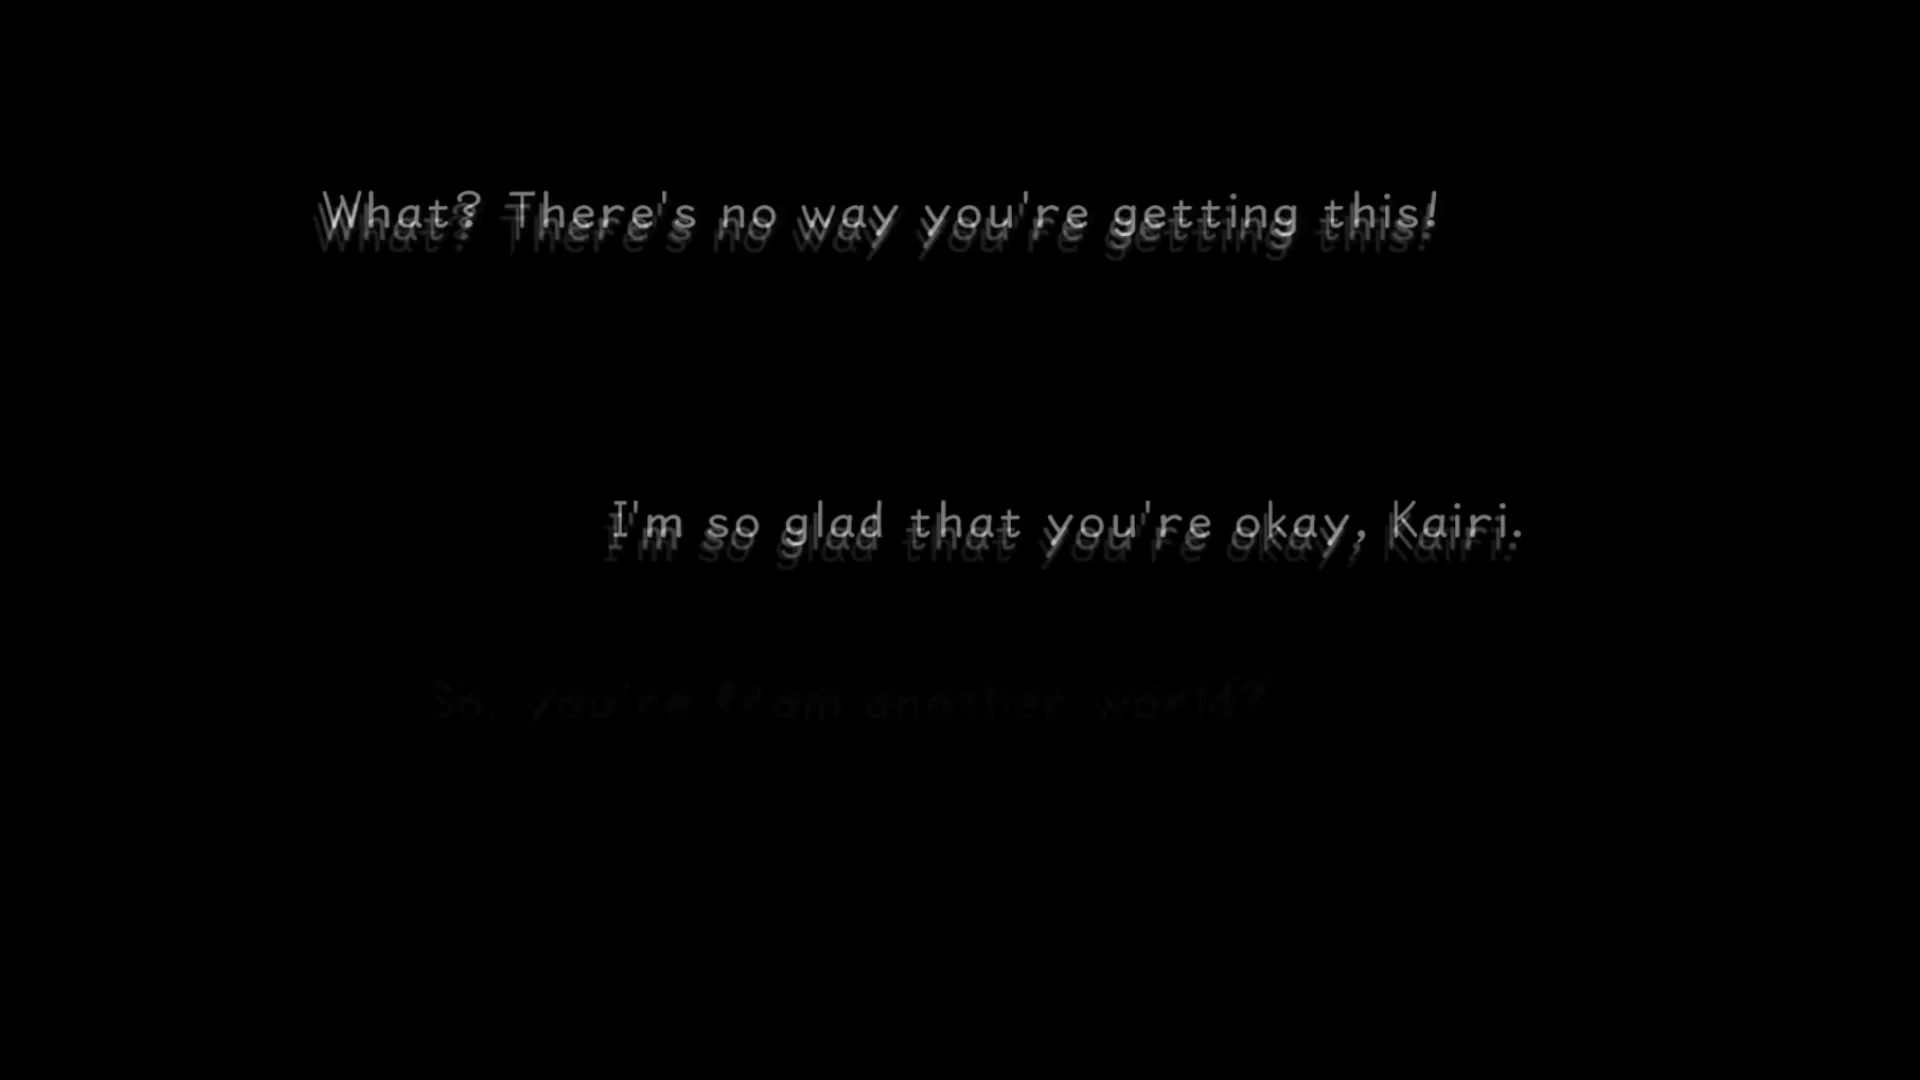 What? There's no way you're getting this!
I'm so glad that you're okay, Kairi.
So, you're from another world?